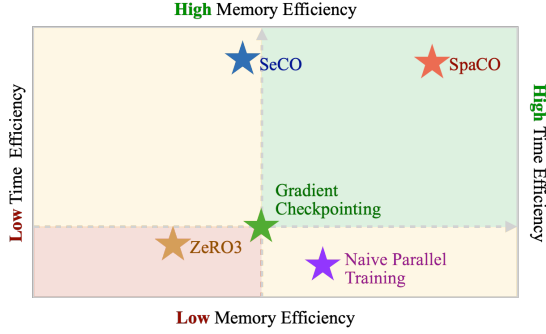 High Memory Efficiency
SeCO
SpaCO
Low Time Efficiency
High Time Efficiency
Gradient
Checkpointing
ZeRO3
Naive Parallel
Training
Low Memory Efficiency